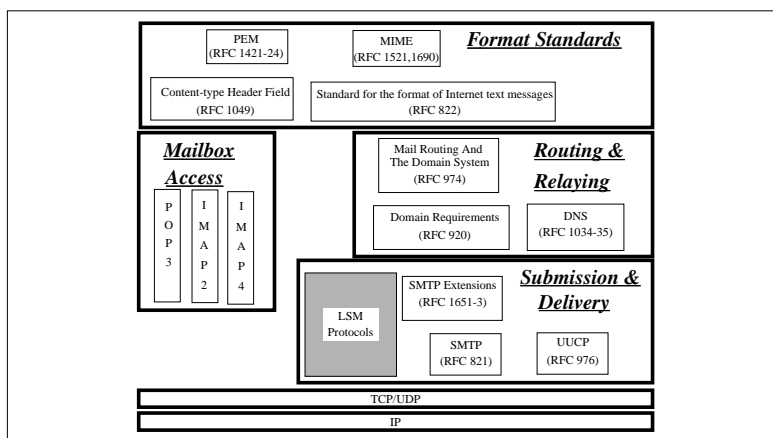 Format Standards
PEM
(RFC 1421-24)
MIME
(RFC 1521,1690)
Content-type Header Field
(RFC 1049)
Standard for the format of Internet text messages
(RFC 822)
Mailbox
Access
POP3
IMAP2
IMAP4
Routing &
Relaying
Mail Routing And
The Domain System
(RFC 974)
Domain Requirements
(RFC 920)
DNS
(RFC 1034-35)
Submission &
Delivery
LSM
Protocols
SMTP Extensions
(RFC 1651-3)
SMTP
(RFC 821)
UUCP
(RFC 976)
TCP/UDP
IP